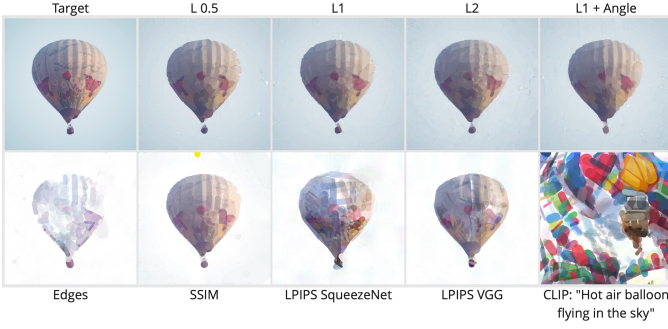 Target
L 0.5
L1
L2
L1 + Angle
Edges
SSIM
LPIPS SqueezeNet
LPIPS VGG
CLIP: "Hot air balloon
flying in the sky"